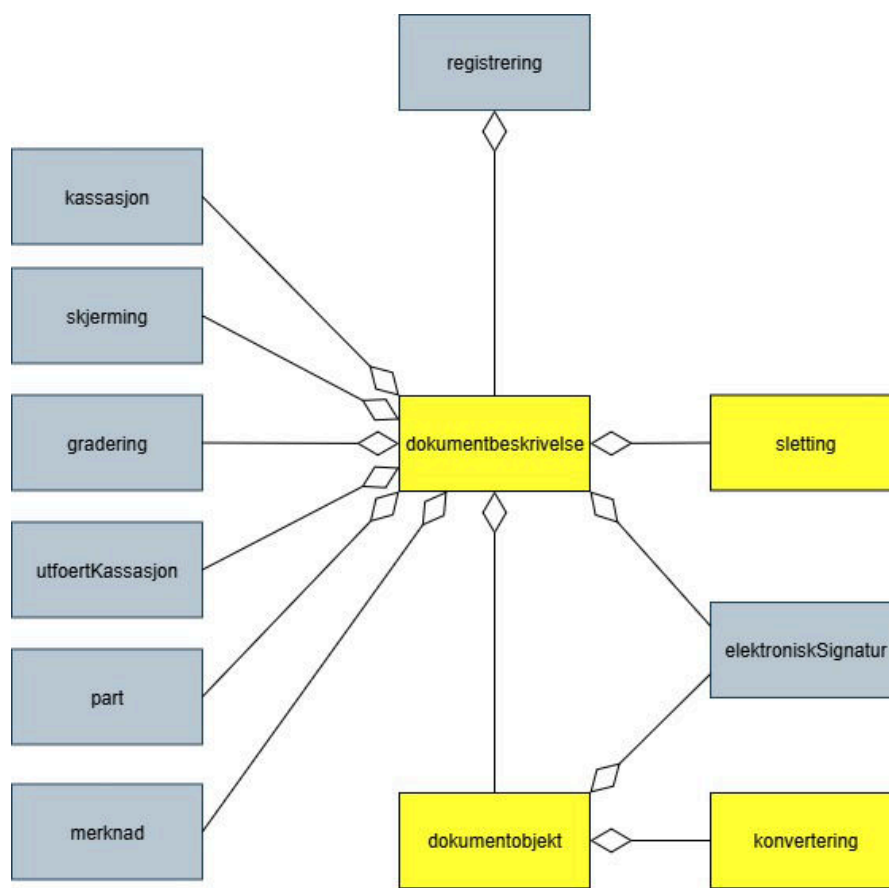 registrering
kassasjon
skjerming
gradering
dokumentbeskrivelse
sletting
utfoertKassasjon
elektroniskSignatur
part
merknad
dokumentobjekt
konvertering